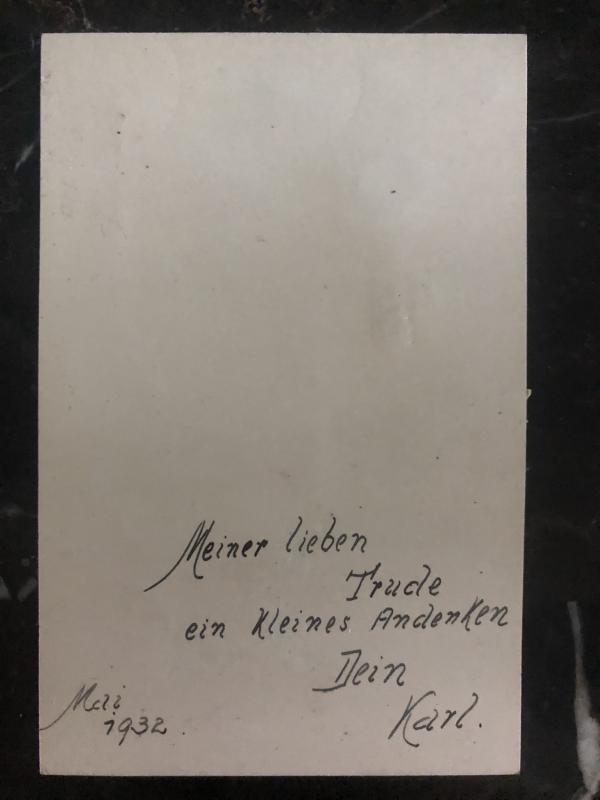 Meiner lieben
Trude
ein kleines Andenken
Dein
Karl.
Mai
1932.